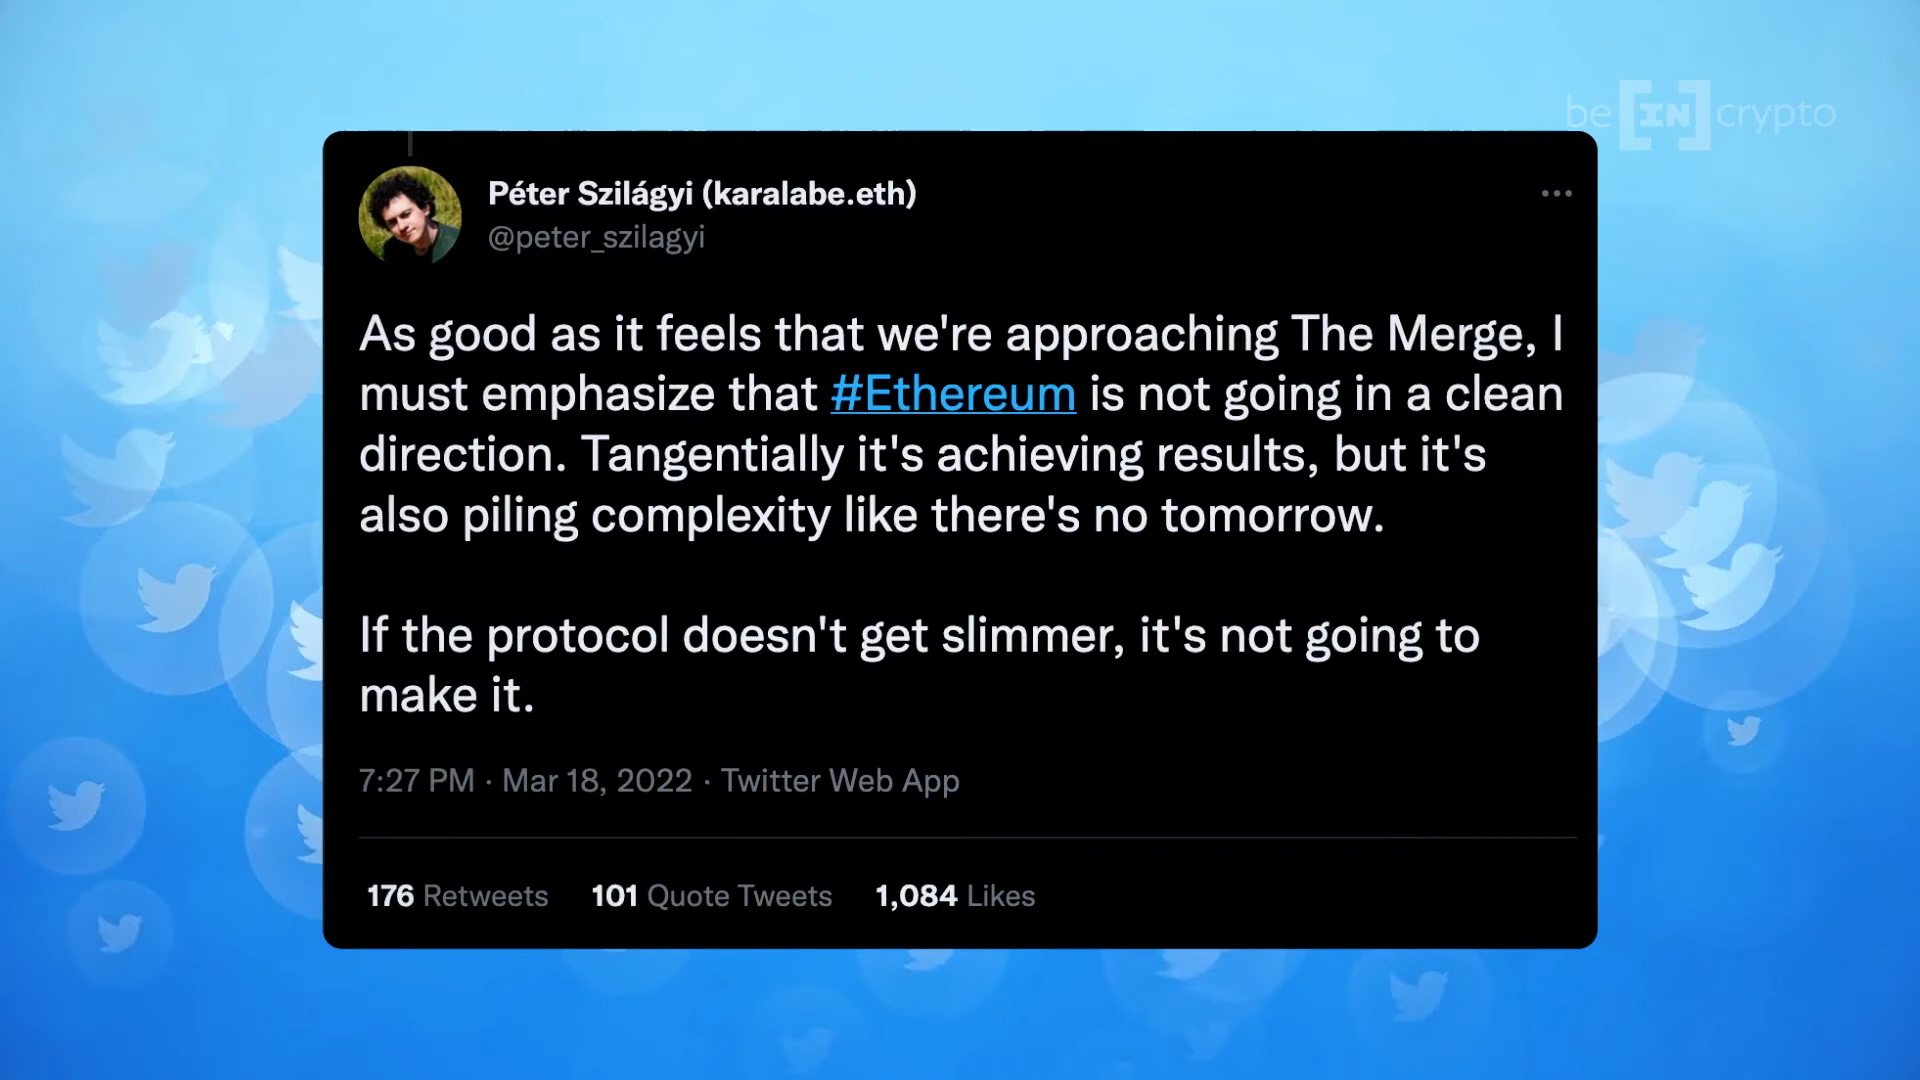 be [IN] crypto
Péter Szilágyi (karalabe.eth)
@peter_szilagyi
As good as it feels that we're approaching The Merge, I
must emphasize that #Ethereum is not going in a clean
direction. Tangentially it's achieving results, but it's
also piling complexity like there's no tomorrow.
If the protocol doesn't get slimmer, it's not going to
make it.
7:27 PM · Mar 18, 2022 · Twitter Web App
176 Retweets 101 Quote Tweets 1,084 Likes